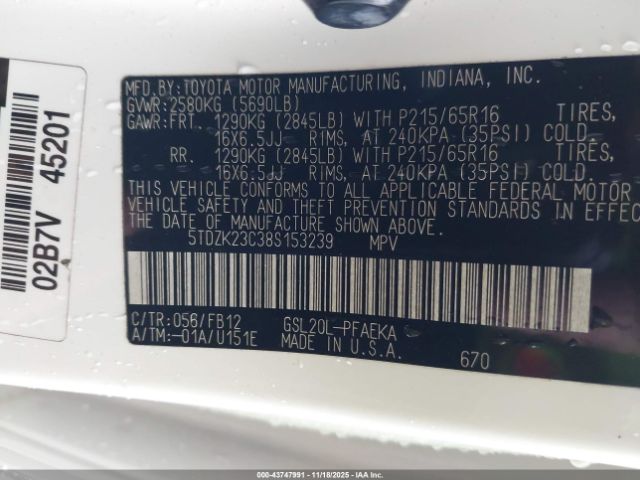 MFD.BY:TOYOTA MOTOR MANUFACTURING, INDIANA, INC.
GVWR:2580KG (5690LB)
GAWR:FRT. 1290KG (2845LB) WITH P215/65R16 TIRES,
16X6.5JJ RIMS, AT 240KPA (35PSI) COLD.
RR. 1290KG (2845LB) WITH P215/65R16 TIRES,
16X6.5JJ RIMS, AT 240KPA (35PSI) COLD.
THIS VEHICLE CONFORMS TO ALL APPLICABLE FEDERAL MOTOR
VEHICLE SAFETY AND THEFT PREVENTION STANDARDS IN EFFEC
ON THE DATE OF MANUFACTURE SHOWN ABOVE.
5TDZK23C38S153239 MPV
C/TR:056/FB12 GSL20L-PFAEKA
A/TM:-01A/U151E MADE IN U.S.A.
670
02B7V 45201
000-43747991 - 11/18/2025 - IAA, Inc.